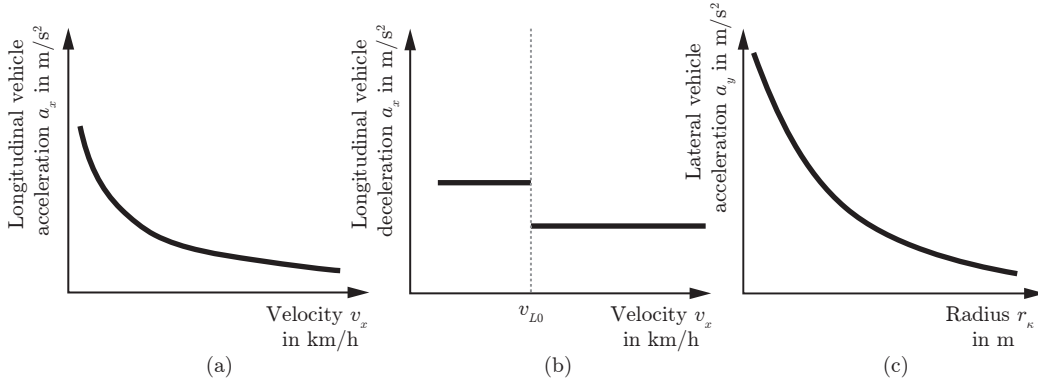 Longitudinal vehicle
acceleration a_x in m/s²
Velocity v_x
in km/h
(a)
Longitudinal vehicle
deceleration a_x in m/s²
v_L0
Velocity v_x
in km/h
(b)
Lateral vehicle
acceleration a_y in m/s²
Radius r_κ
in m
(c)